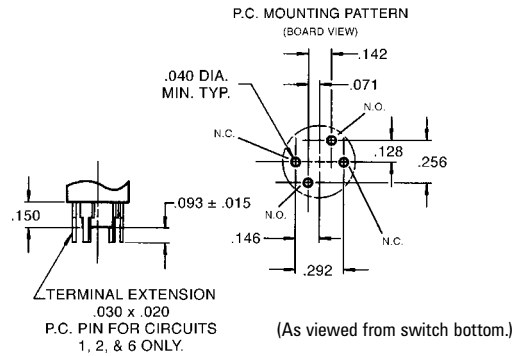 P.C. MOUNTING PATTERN
(BOARD VIEW)
.142
.071
.040 DIA.
MIN. TYP.
N.O.
N.C.
.128
.256
.150
.093 ± .015
N.O.
N.C.
.146
.292
TERMINAL EXTENSION
.030 x .020
P.C. PIN FOR CIRCUITS
1, 2, & 6 ONLY.
(As viewed from switch bottom.)